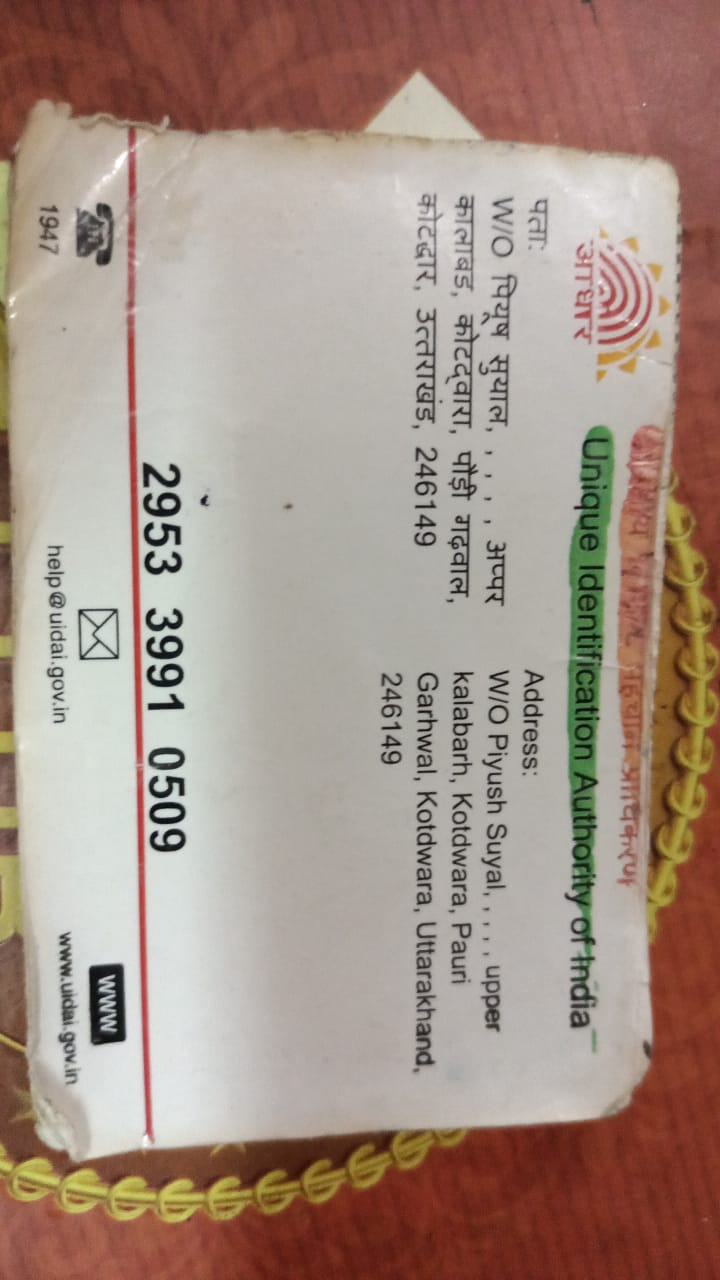 आधार
पहचान प्राधिकरण
Unique Identification Authority of India
पता:
W/O पियूष सुयाल, , , , , अप्पर
कालाबड, कोटद्वारा, पौड़ी गढ़वाल,
कोटद्वार, उत्तराखंड, 246149
Address:
W/O Piyush Suyal, , , , , upper
kalabarh, Kotdwara, Pauri
Garhwal, Kotdwara, Uttarakhand,
246149
2953 3991 0509
1947
help@uidai.gov.in
www
www.uidai.gov.in